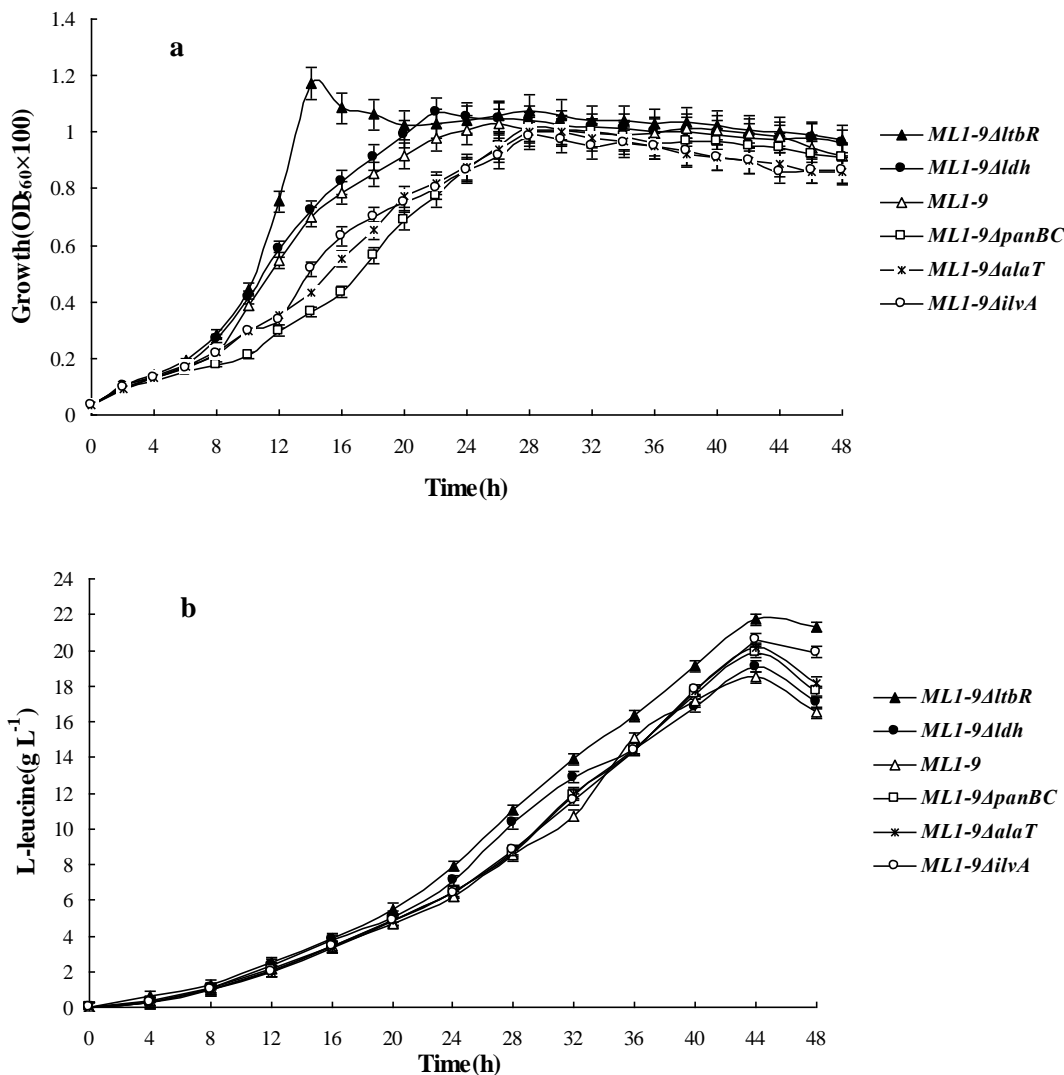 a
1.4
1.2
1
0.8
0.6
0.4
0.2
0
Growth(OD₅₆₀×100)
0 4 8 12 16 20 24 28 32 36 40 44 48
Time(h)
ML1-9ΔltbR
ML1-9Δldh
ML1-9
ML1-9ΔpanBC
ML1-9ΔalaT
ML1-9ΔilvA
b
24
22
20
18
16
14
12
10
8
6
4
2
0
L-leucine(g L⁻¹)
0 4 8 12 16 20 24 28 32 36 40 44 48
Time(h)
ML1-9ΔltbR
ML1-9Δldh
ML1-9
ML1-9ΔpanBC
ML1-9ΔalaT
ML1-9ΔilvA